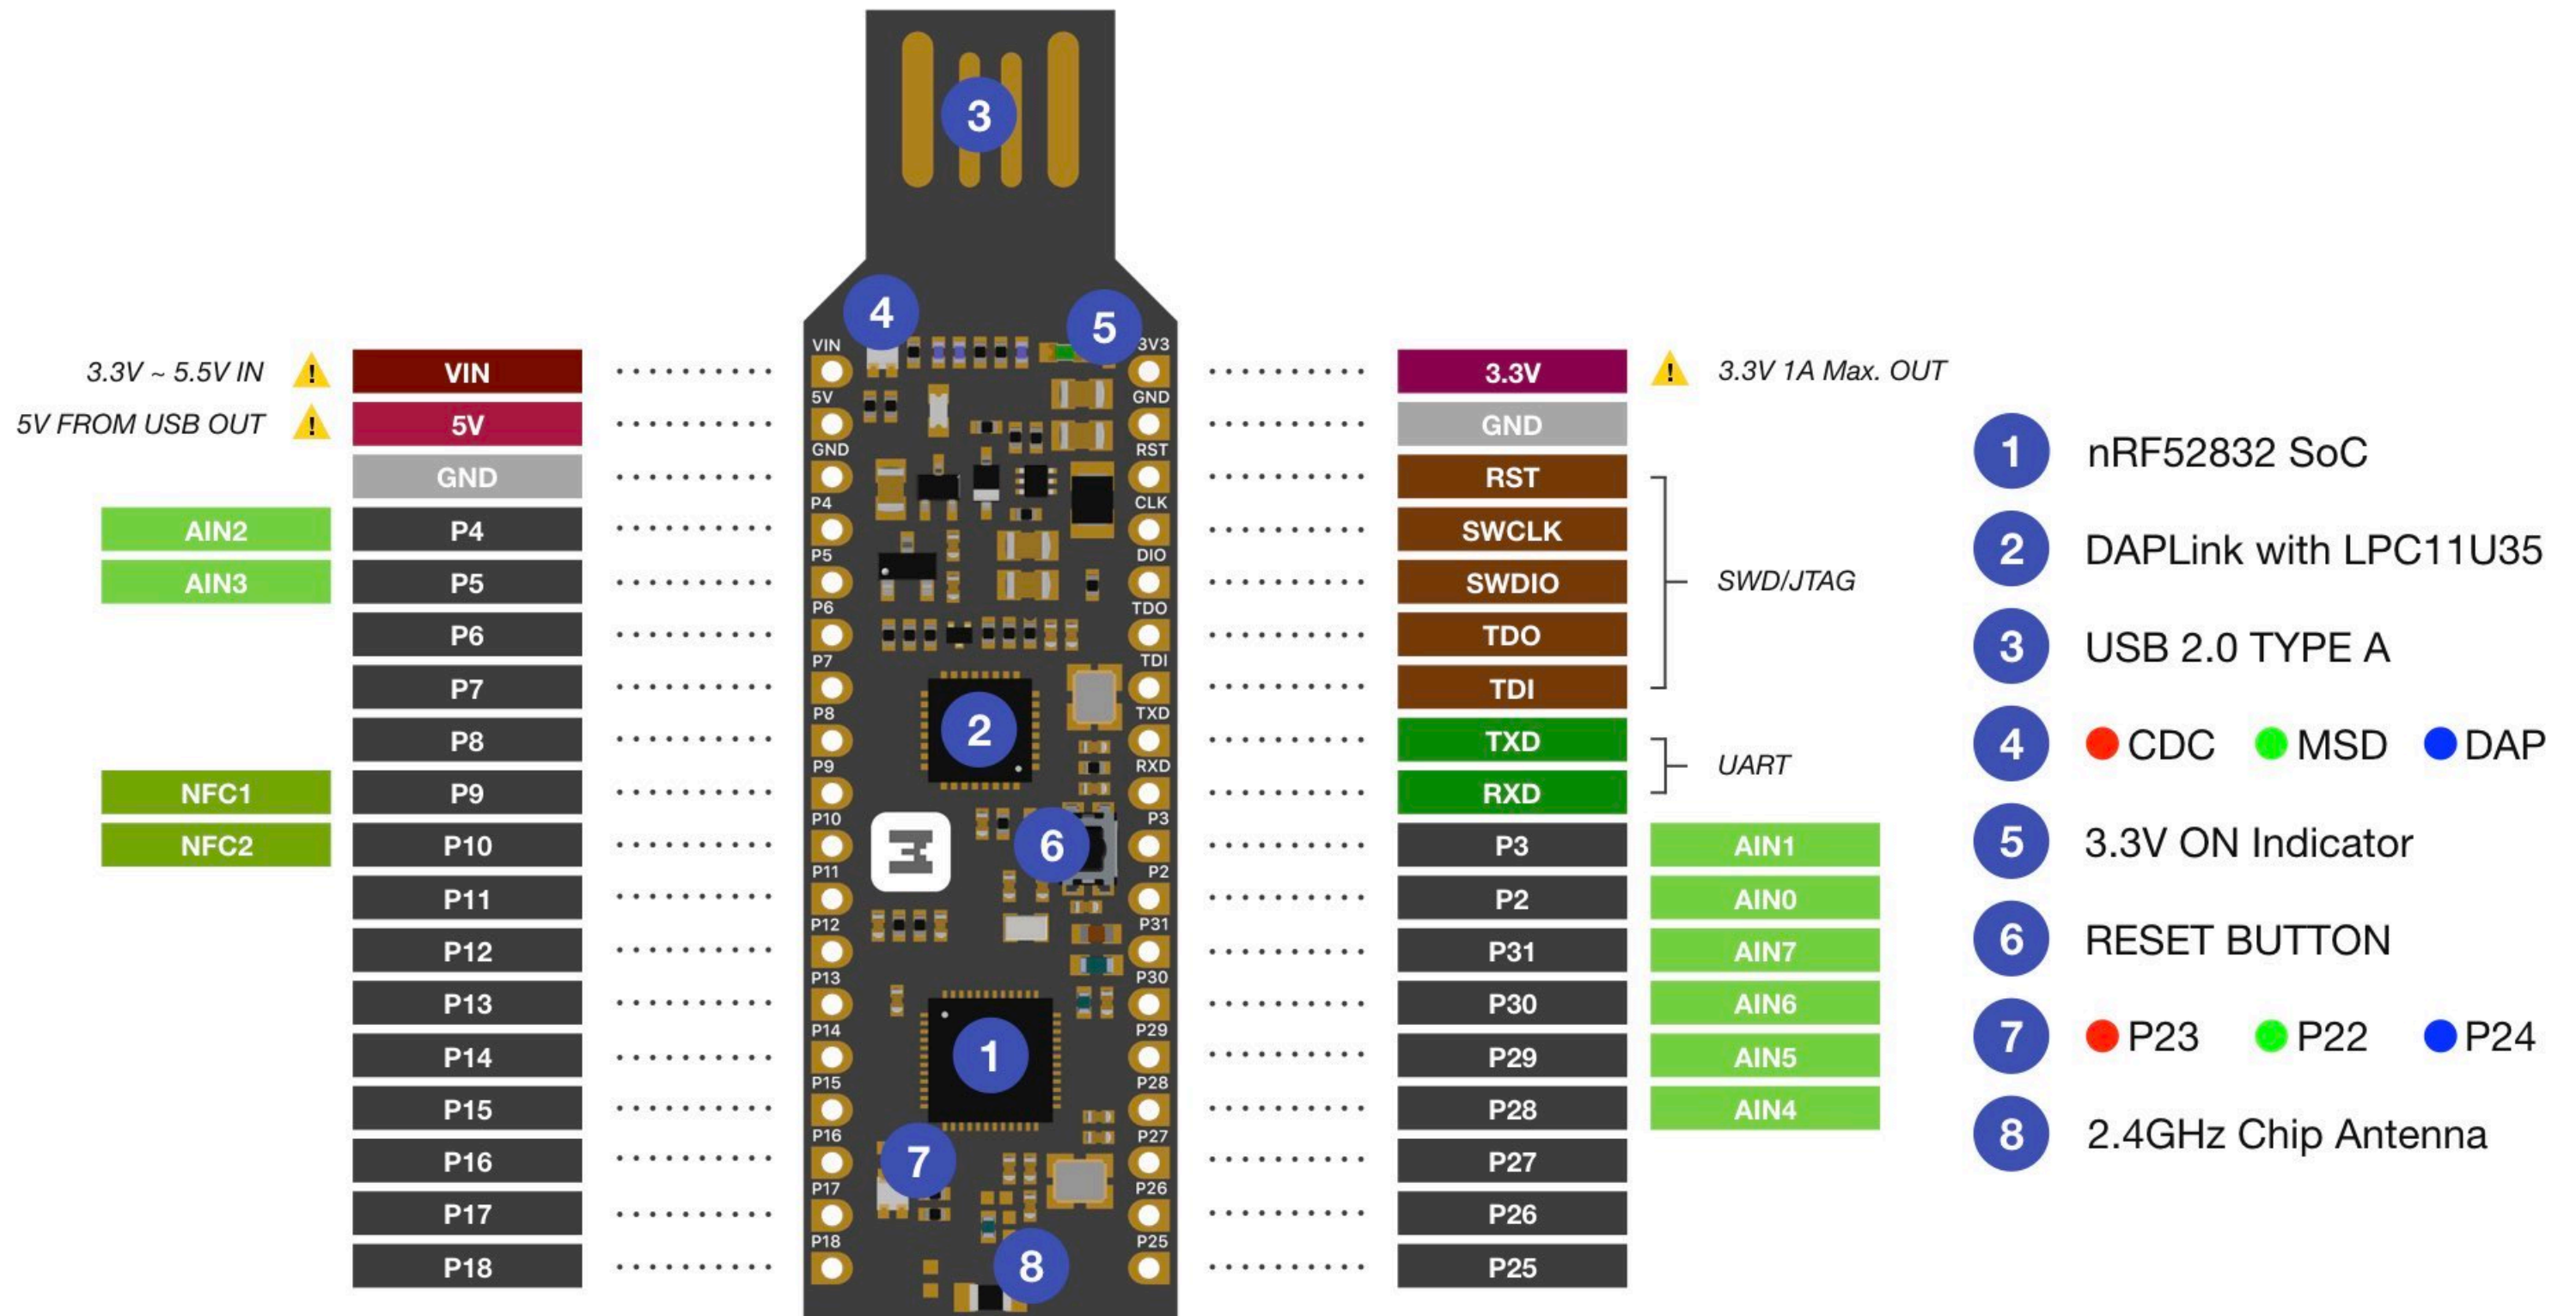 3
4
5
3.3V ~ 5.5V IN ! VIN
5V FROM USB OUT ! 5V
GND
AIN2 P4
AIN3 P5
P6
P7
P8
NFC1 P9
NFC2 P10
P11
P12
P13
P14
P15
P16
P17
P18
VIN
5V
GND
P4
P5
P6
P7
P8
P9
P10
P11
P12
P13
P14
P15
P16
P17
P18
2
6
1
7
8
3V3
GND
RST
CLK
DIO
TDO
TDI
TXD
RXD
P3
P2
P31
P30
P29
P28
P27
P26
P25
3.3V ! 3.3V 1A Max. OUT
GND
RST
SWCLK
SWDIO
TDO
TDI
SWD/JTAG
TXD
RXD
UART
P3 AIN1
P2 AIN0
P31 AIN7
P30 AIN6
P29 AIN5
P28 AIN4
P27
P26
P25
1 nRF52832 SoC
2 DAPLink with LPC11U35
3 USB 2.0 TYPE A
4 CDC MSD DAP
5 3.3V ON Indicator
6 RESET BUTTON
7 P23 P22 P24
8 2.4GHz Chip Antenna